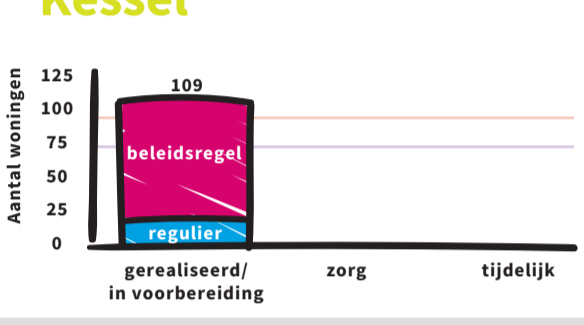 Kessel
Aantal woningen
125
100
75
50
25
0
109
beleidsregel
regulier
gerealiseerd/
in voorbereiding
zorg
tijdelijk